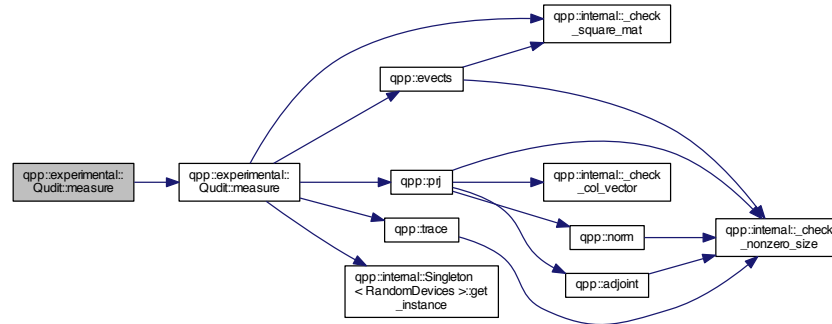 qpp::experimental::
Qudit::measure
qpp::experimental::
Qudit::measure
qpp::internal::_check
_square_mat
qpp::evects
qpp::prj
qpp::internal::_check
_col_vector
qpp::trace
qpp::norm
qpp::internal::_check
_nonzero_size
qpp::internal::Singleton
< RandomDevices >::get
_instance
qpp::adjoint